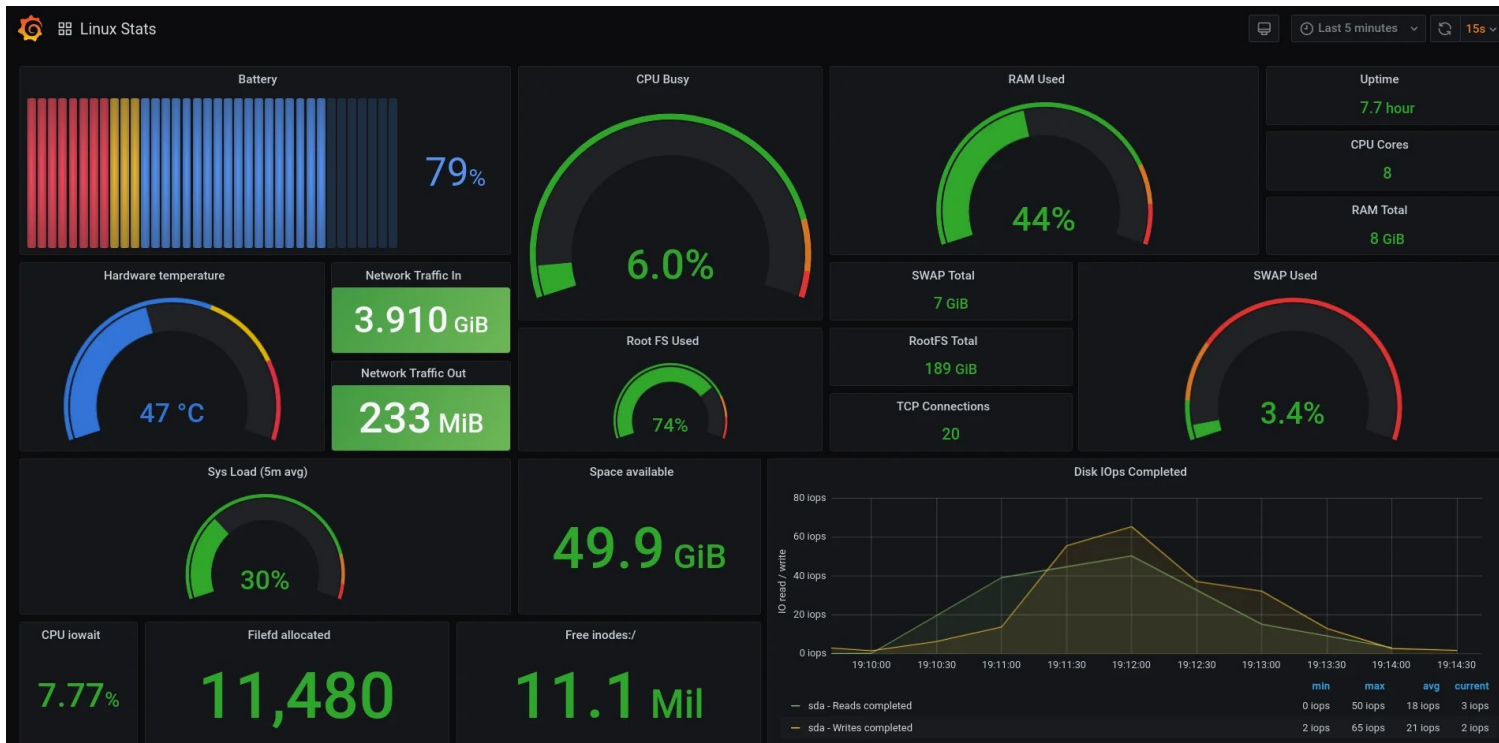 Linux Stats
Last 5 minutes
15s
Battery
79%
CPU Busy
6.0%
RAM Used
44%
Uptime
7.7 hour
CPU Cores
8
RAM Total
8 GiB
Hardware temperature
47 °C
Network Traffic In
3.910 GiB
Network Traffic Out
233 MiB
Root FS Used
74%
SWAP Total
7 GiB
RootFS Total
189 GiB
TCP Connections
20
SWAP Used
3.4%
Sys Load (5m avg)
30%
Space available
49.9 GiB
Disk IOps Completed
IO read / write
80 iops
60 iops
40 iops
20 iops
0 iops
19:10:00 19:10:30 19:11:00 19:11:30 19:12:00 19:12:30 19:13:00 19:13:30 19:14:00 19:14:30
min max avg current
sda - Reads completed 0 iops 50 iops 18 iops 3 iops
sda - Writes completed 2 iops 65 iops 21 iops 2 iops
CPU iowait
7.77%
Filefd allocated
11,480
Free inodes:/
11.1 Mil